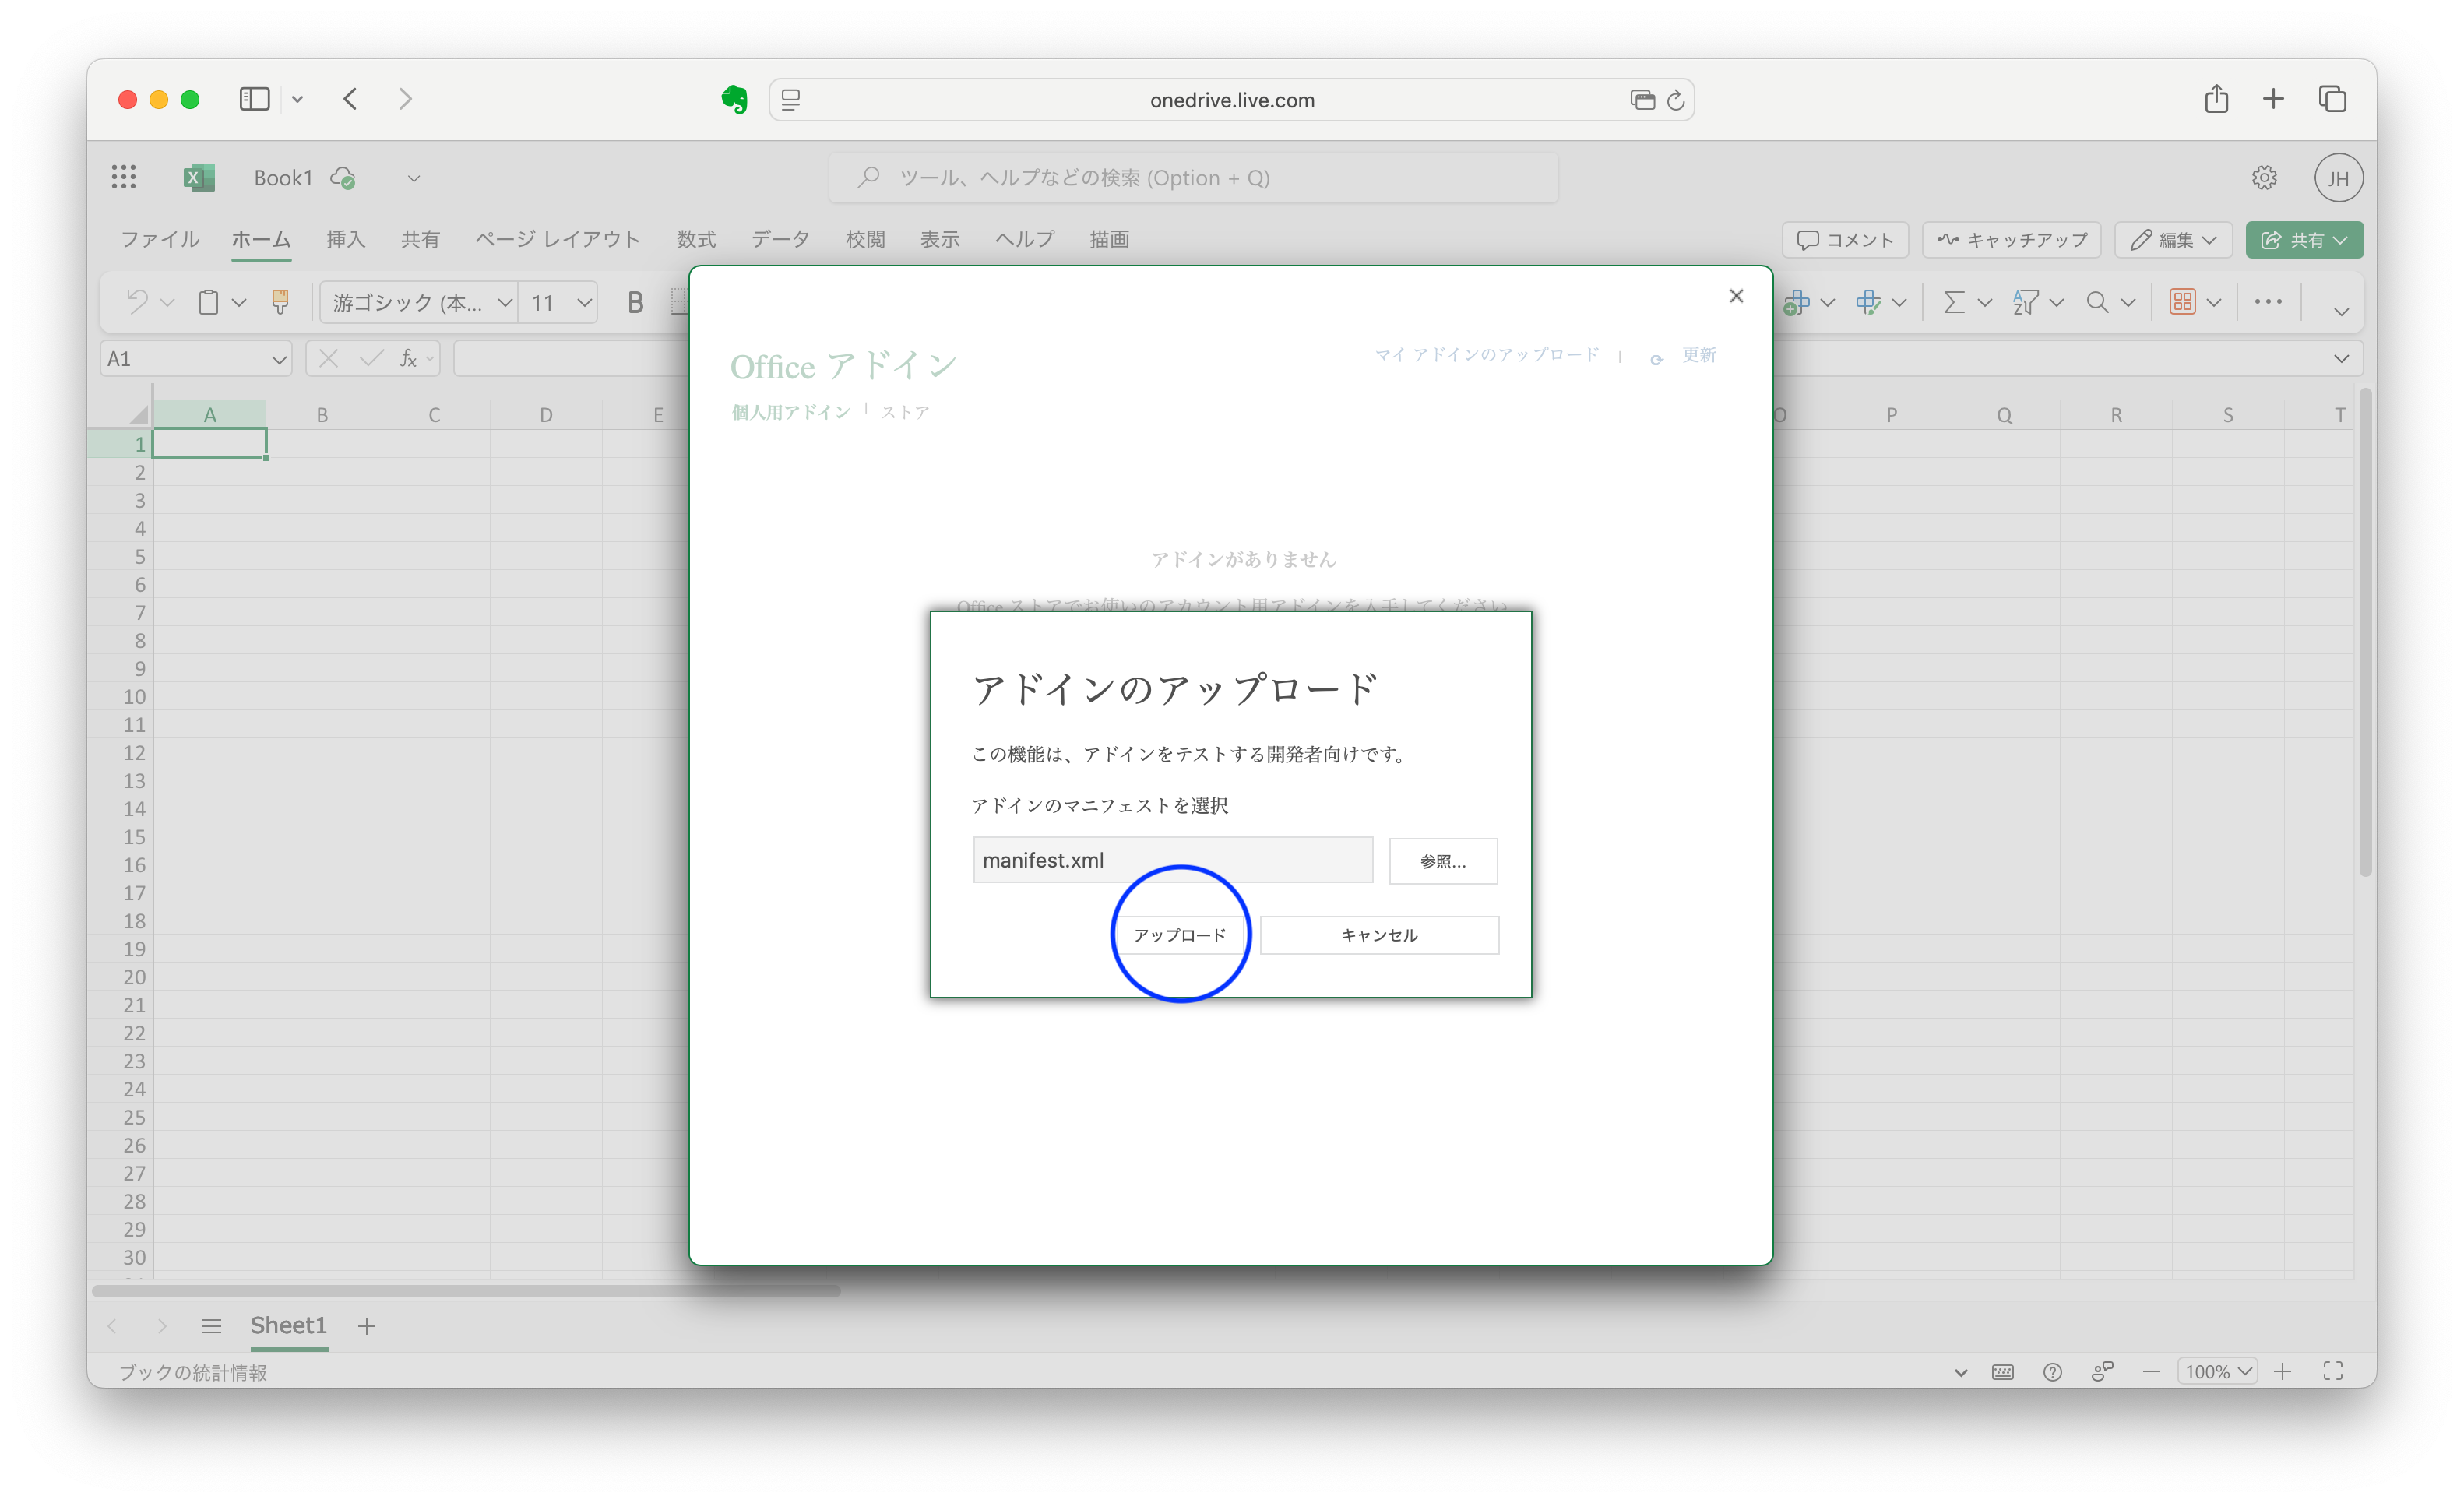 onedrive.live.com
Book1
ツール、ヘルプなどの検索 (Option + Q)
JH
ファイル ホーム 挿入 共有 ページ レイアウト 数式 データ 校閲 表示 ヘルプ 描画
コメント キャッチアップ 編集 共有
游ゴシック (本... 11 B
A1 fx
A B C D E O P Q R S T
1
2
3
4
5
6
7
8
9
10
11
12
13
14
15
16
17
18
19
20
21
22
23
24
25
26
27
28
29
30
Office アドイン
マイ アドインのアップロード | 更新
個人用アドイン | ストア
アドインがありません
Office ストアでお使いのアカウント用アドインを入手してください
アドインのアップロード
この機能は、アドインをテストする開発者向けです。
アドインのマニフェストを選択
manifest.xml 参照...
アップロード キャンセル
Sheet1
ブックの統計情報
100%